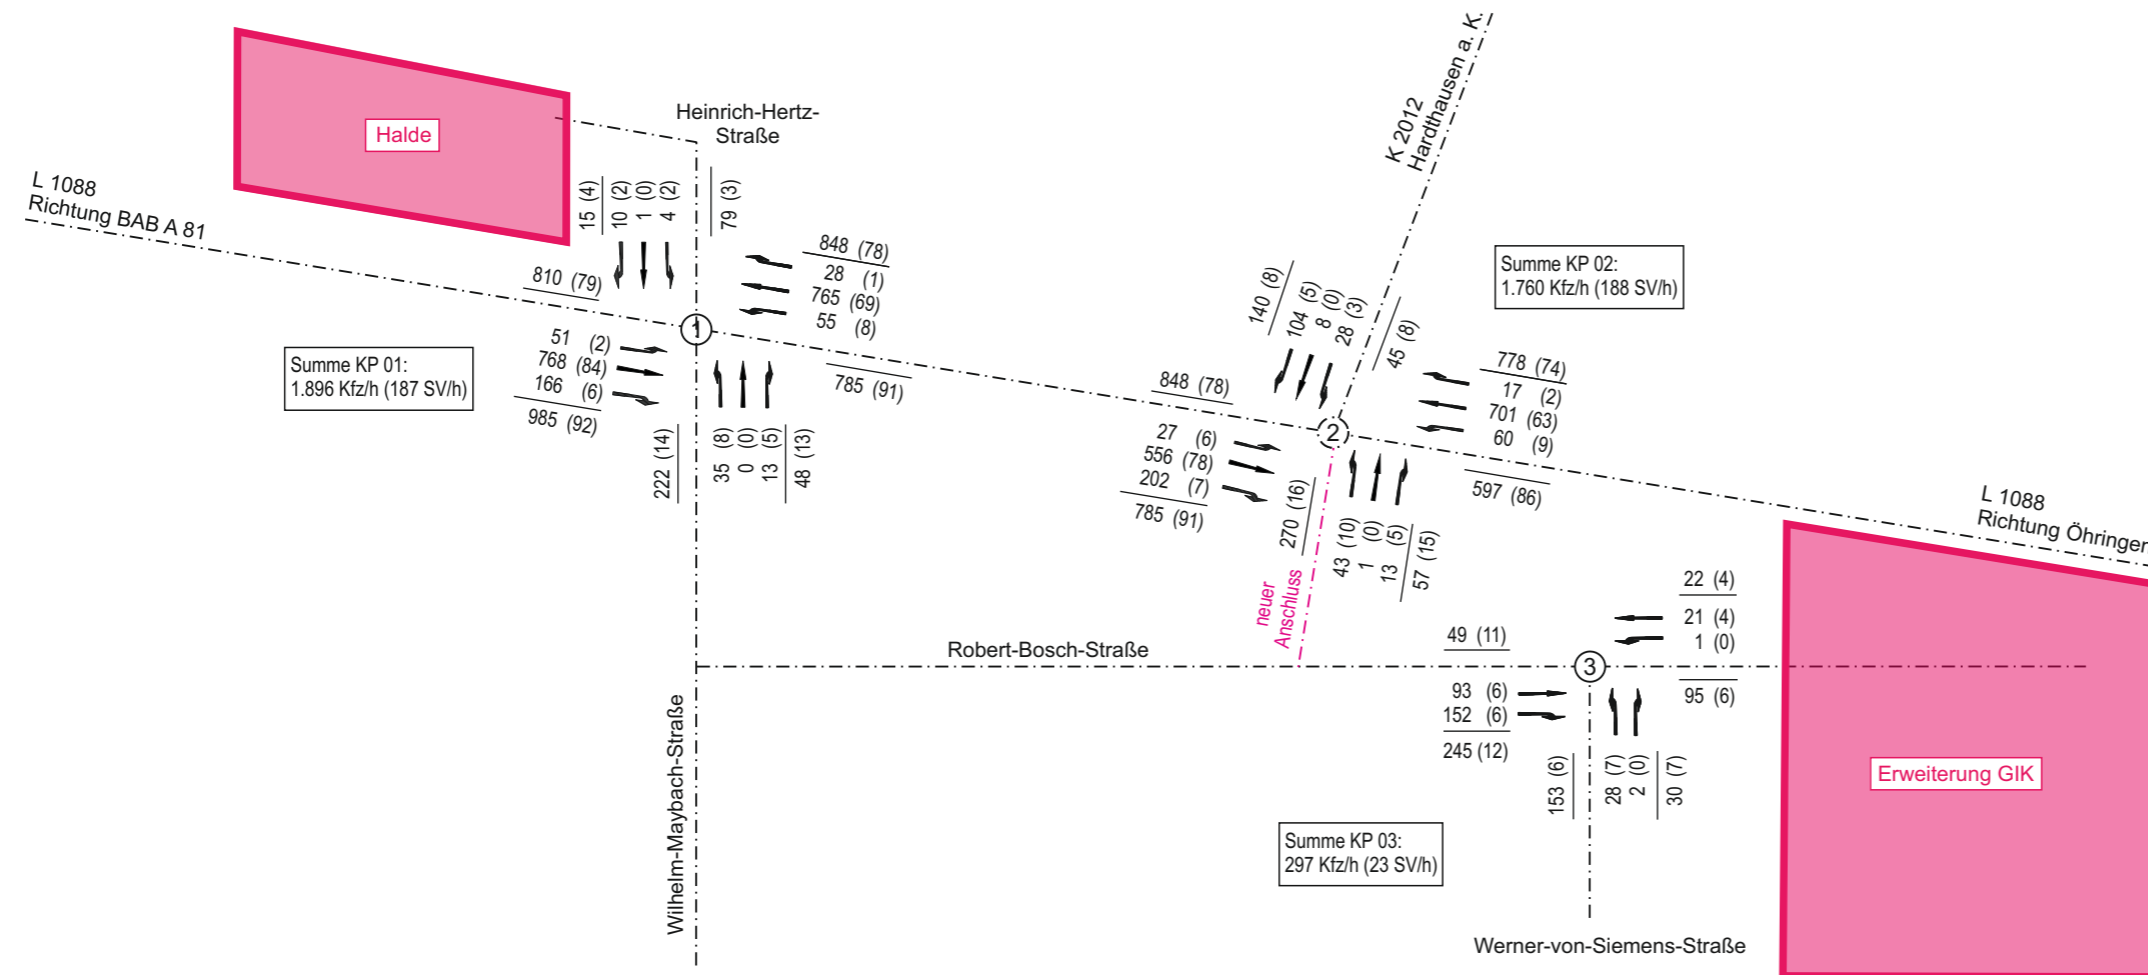 Halde
Heinrich-Hertz-
Straße
K 2012
Hardthausen a. K.
L 1088
Richtung BAB A 81
15 (4)
10 (2)
1 (0)
4 (2)
79 (3)
810 (79)
848 (78)
28 (1)
765 (69)
55 (8)
1
51 (2)
768 (84)
166 (6)
985 (92)
785 (91)
Summe KP 01:
1.896 Kfz/h (187 SV/h)
222 (14)
35 (8)
0 (0)
13 (5)
48 (13)
Summe KP 02:
1.760 Kfz/h (188 SV/h)
140 (8)
104 (5)
8 (0)
28 (3)
45 (8)
848 (78)
778 (74)
17 (2)
701 (63)
60 (9)
2
27 (6)
556 (78)
202 (7)
785 (91)
597 (86)
270 (16)
43 (10)
1 (0)
13 (5)
57 (15)
neuer
Anschluss
L 1088
Richtung Öhringen
Robert-Bosch-Straße
49 (11)
22 (4)
21 (4)
1 (0)
3
93 (6)
152 (6)
245 (12)
95 (6)
153 (6)
28 (7)
2 (0)
30 (7)
Erweiterung GIK
Wilhelm-Maybach-Straße
Summe KP 03:
297 Kfz/h (23 SV/h)
Werner-von-Siemens-Straße